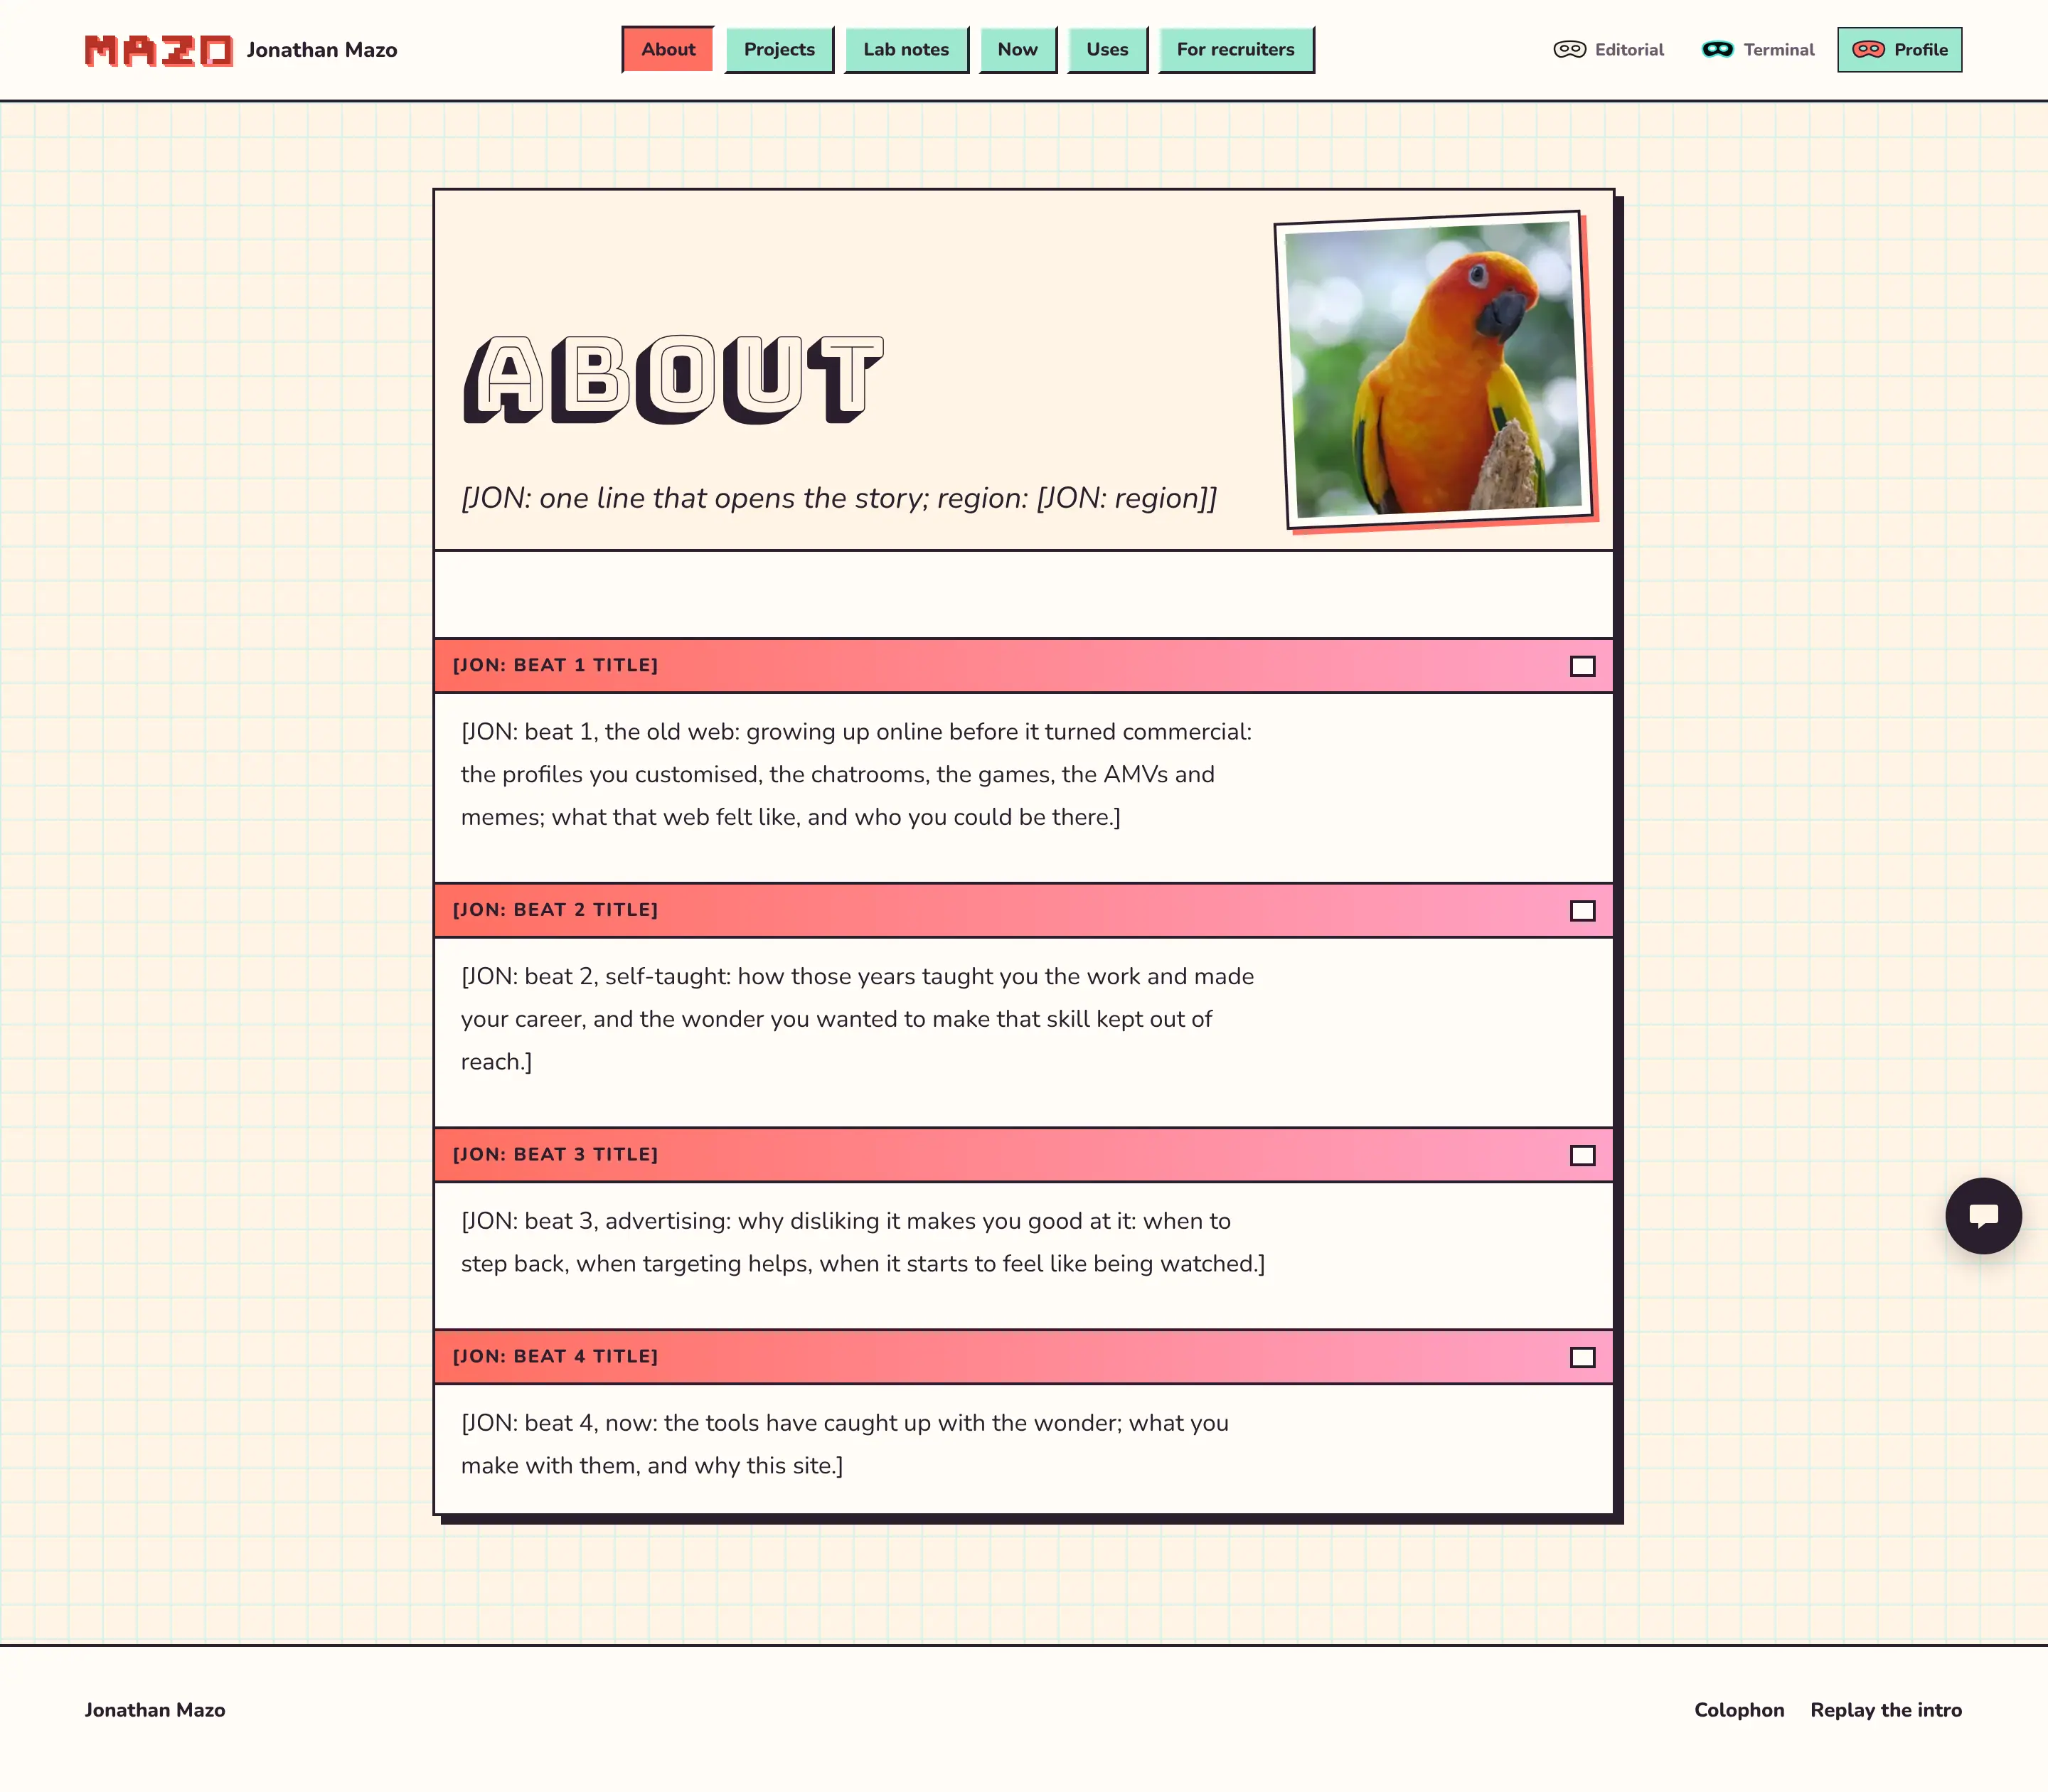 MAZO Jonathan Mazo
About
Projects
Lab notes
Now
Uses
For recruiters
Editorial
Terminal
Profile
ABOUT
[JON: one line that opens the story; region: [JON: region]]
[JON: BEAT 1 TITLE]
[JON: beat 1, the old web: growing up online before it turned commercial:
the profiles you customised, the chatrooms, the games, the AMVs and
memes; what that web felt like, and who you could be there.]
[JON: BEAT 2 TITLE]
[JON: beat 2, self-taught: how those years taught you the work and made
your career, and the wonder you wanted to make that skill kept out of
reach.]
[JON: BEAT 3 TITLE]
[JON: beat 3, advertising: why disliking it makes you good at it: when to
step back, when targeting helps, when it starts to feel like being watched.]
[JON: BEAT 4 TITLE]
[JON: beat 4, now: the tools have caught up with the wonder; what you
make with them, and why this site.]
Jonathan Mazo
Colophon
Replay the intro